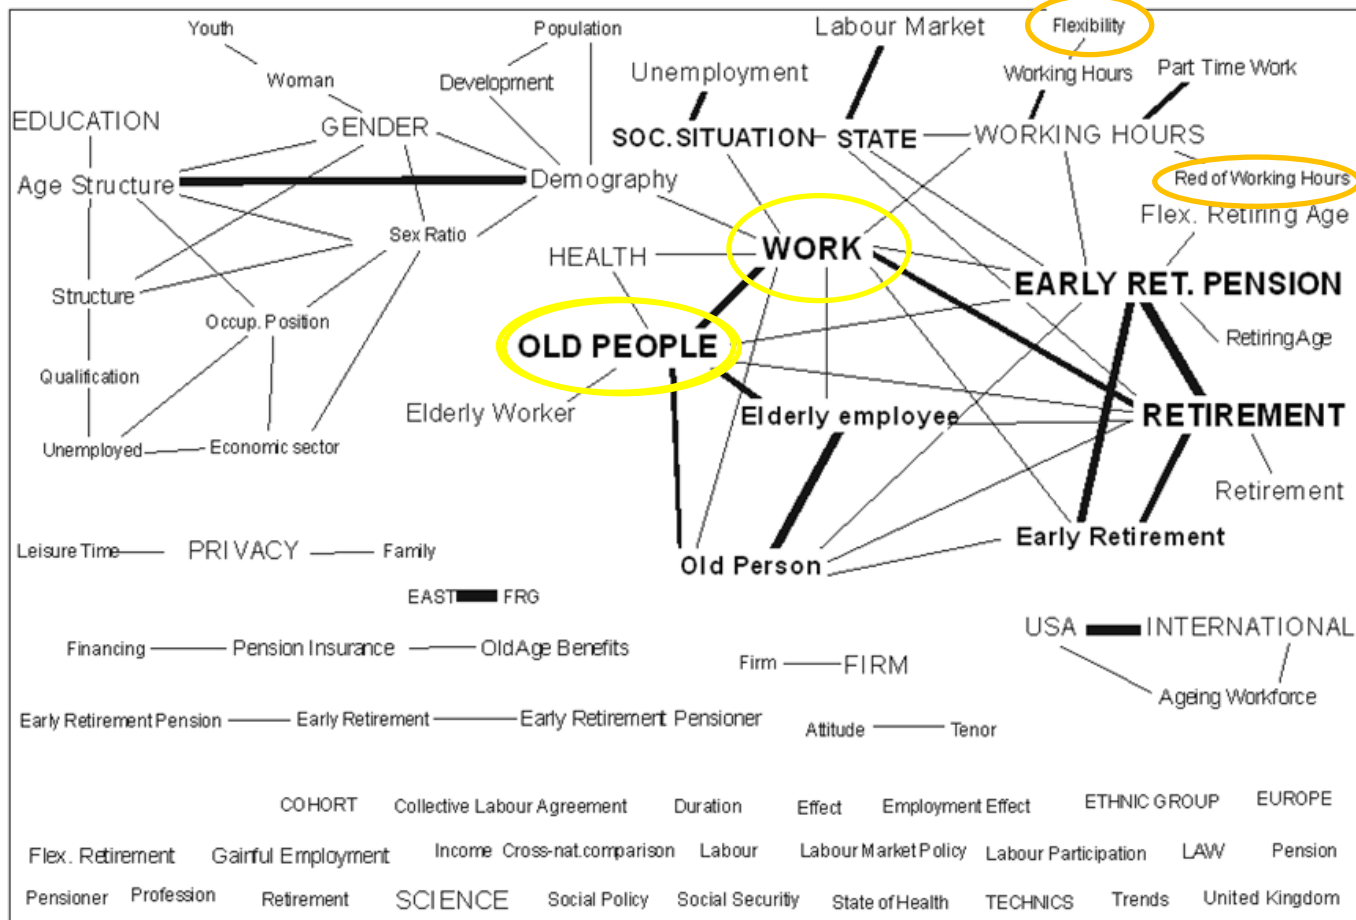 Youth
Population
Labour Market
Flexibility
Woman
Development
Unemployment
Working Hours
Part Time Work
EDUCATION
GENDER
SOC. SITUATION
STATE
WORKING HOURS
Age Structure
Demography
Red of Working Hours
Flex. Retiring Age
Sex Ratio
HEALTH
WORK
Structure
EARLY RET. PENSION
Occup. Position
OLD PEOPLE
Retiring Age
Qualification
Elderly Worker
Elderly employee
RETIREMENT
Unemployed
Economic sector
Retirement
Leisure Time
PRIVACY
Family
Old Person
Early Retirement
EAST
FRG
USA
INTERNATIONAL
Financing
Pension Insurance
Old Age Benefits
Firm
FIRM
Ageing Workforce
Early Retirement Pension
Early Retirement
Early Retirement Pensioner
Attitude
Tenor
COHORT
Collective Labour Agreement
Duration
Effect
Employment Effect
ETHNIC GROUP
EUROPE
Flex. Retirement
Gainful Employment
Income
Cross-nat.comparison
Labour
Labour Market Policy
Labour Participation
LAW
Pension
Pensioner
Profession
Retirement
SCIENCE
Social Policy
Social Securitiy
State of Health
TECHNICS
Trends
United Kingdom